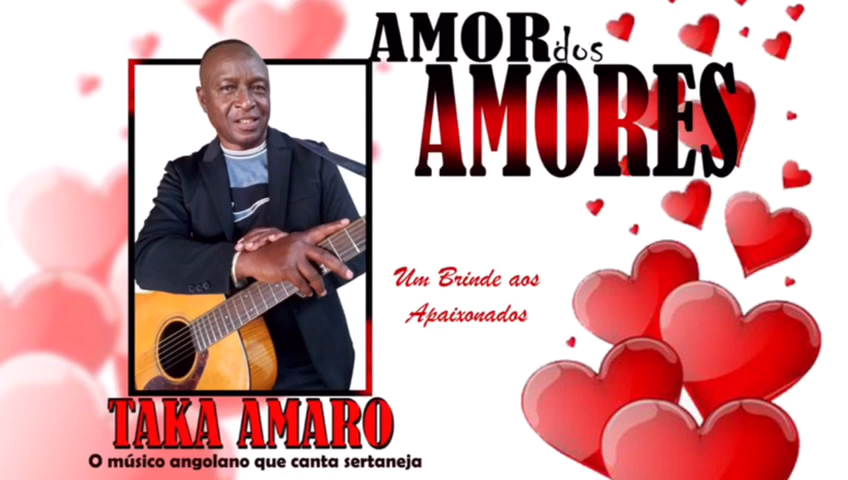 AMOR dos
AMORES
Um Brinde aos
Apaixonados
TAKA AMARO
O músico angolano que canta sertaneja